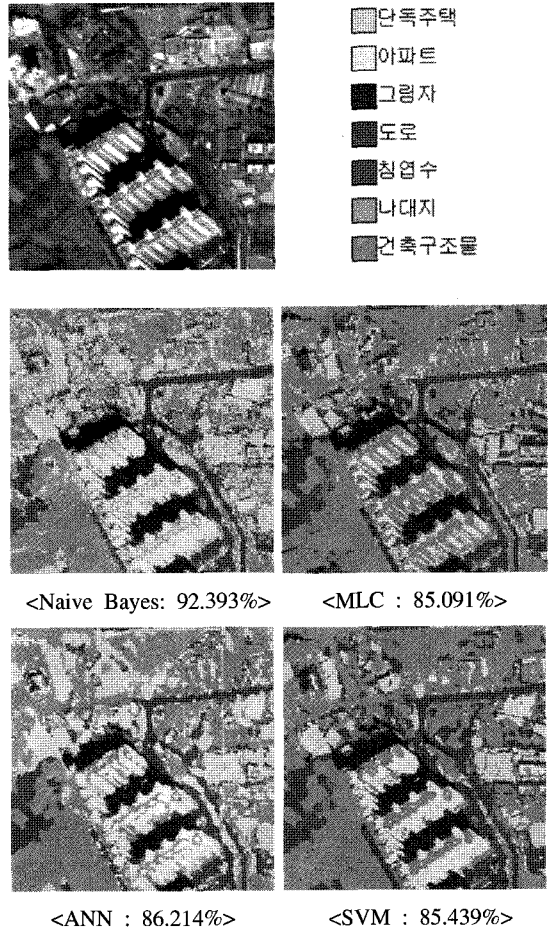 단독주택
아파트
그림자
도로
침엽수
나대지
건축구조물
<Naive Bayes: 92.393%>
<MLC : 85.091%>
<ANN : 86.214%>
<SVM : 85.439%>